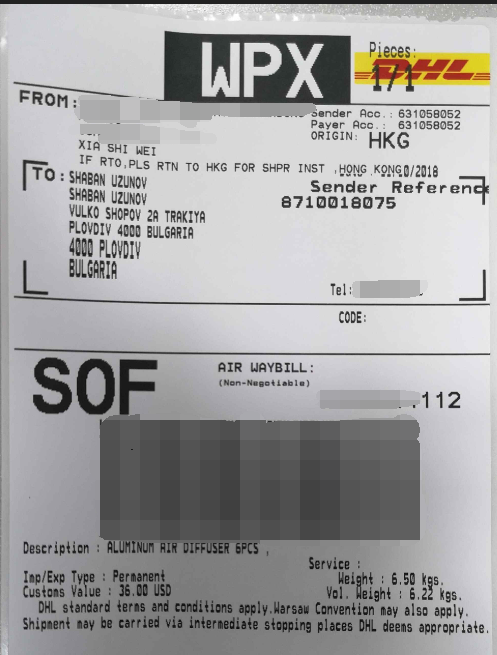 WPX
Pieces:
1/1
DHL
FROM:
Sender Acc.: 631058052
Payer Acc.: 631058052
ORIGIN: HKG
XIA SHI WEI
IF RTO,PLS RTN TO HKG FOR SHPR INST ,HONG KONG
0/2018
TO: SHABAN UZUNOV
Sender Reference
SHABAN UZUNOV
8710018075
VULKO SHOPOV 2A TRAKIYA
PLOVDIV 4000 BULGARIA
4000 PLOVDIV
BULGARIA
Tel:
CODE:
SOF
AIR WAYBILL:
(Non-Negotiable)
112
Description : ALUMINUM AIR DIFFUSER 6PCS ,
Service :
Imp/Exp Type : Permanent
Weight : 6.50 kgs.
Customs Value : 36.00 USD
Vol. Weight : 6.22 kgs.
DHL standard terms and conditions apply.Warsaw Convention may also apply.
Shipment may be carried via intermediate stopping places DHL deems appropriate.